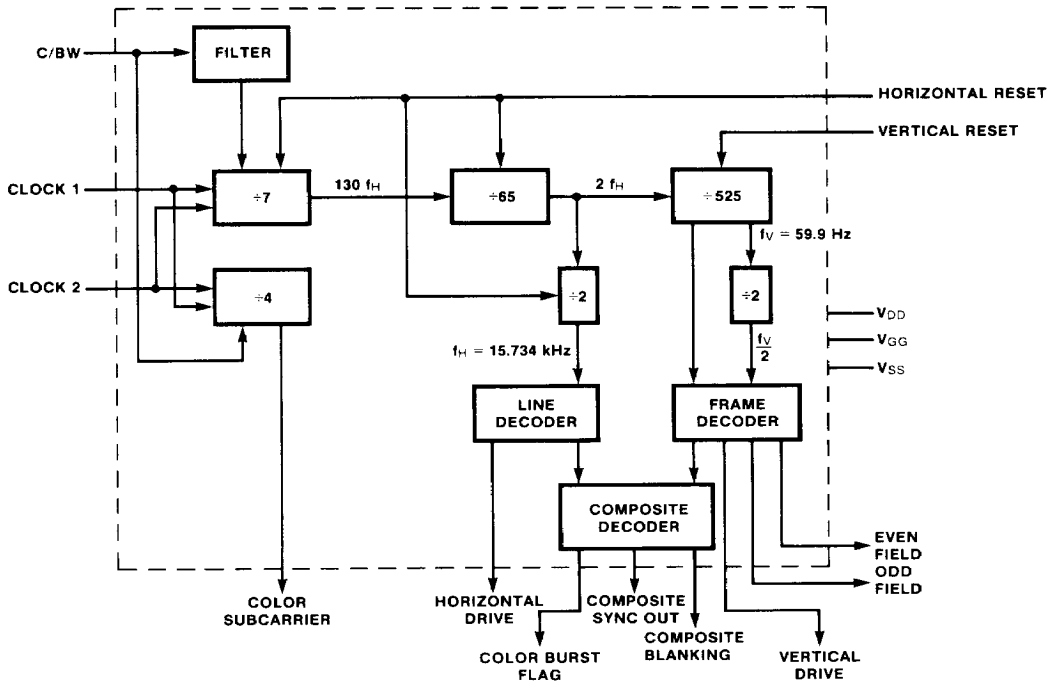 C/BW
FILTER
HORIZONTAL RESET
VERTICAL RESET
CLOCK 1
÷7
130 fH
÷65
2 fH
÷525
fV = 59.9 Hz
CLOCK 2
÷4
÷2
÷2
VDD
fH = 15.734 kHz
fV
2
VGG
VSS
LINE
DECODER
FRAME
DECODER
COMPOSITE
DECODER
EVEN
FIELD
ODD
FIELD
COLOR
SUBCARRIER
HORIZONTAL
DRIVE
COMPOSITE
SYNC OUT
COMPOSITE
BLANKING
COLOR BURST
FLAG
VERTICAL
DRIVE